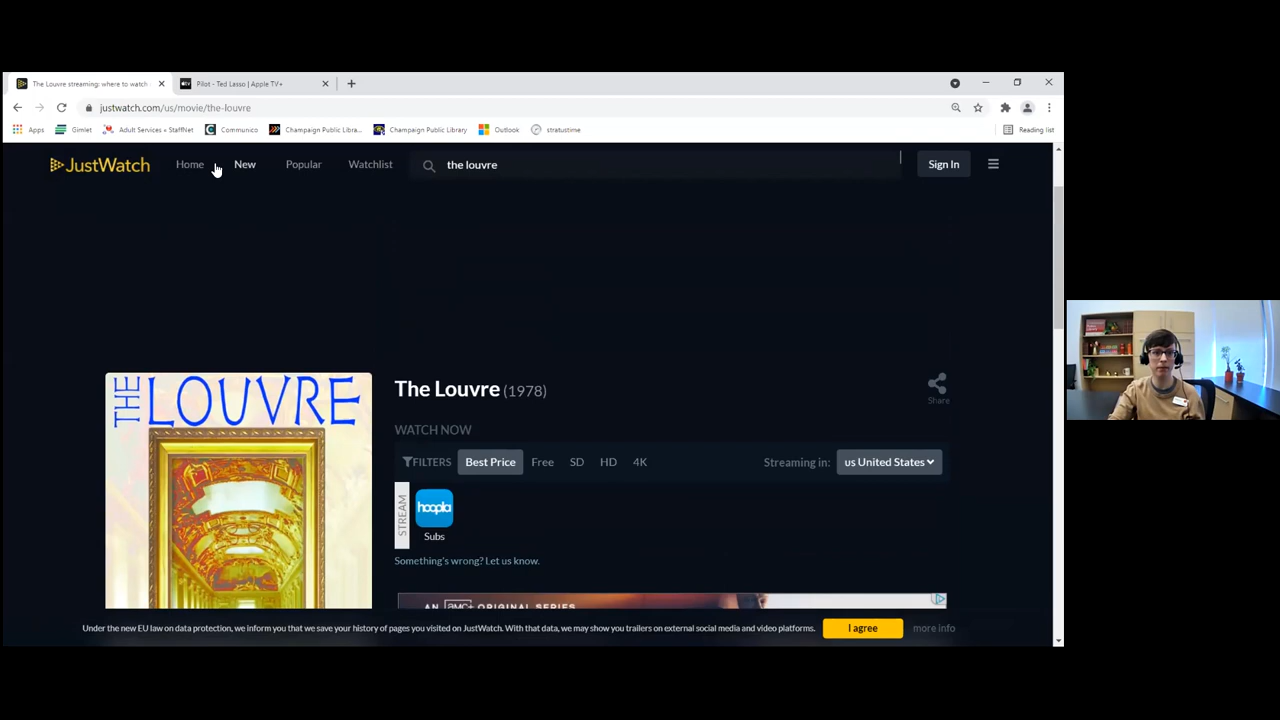 The Louvre streaming: where to watch
Pilot - Ted Lasso | Apple TV+
justwatch.com/us/movie/the-louvre
Apps Gimlet Adult Services » StaffNet Communico Champaign Public Libra... Champaign Public Library Outlook stratustime Reading list
JustWatch Home New Popular Watchlist the louvre Sign In
THE LOUVRE
The Louvre (1978)
Share
WATCH NOW
FILTERS Best Price Free SD HD 4K Streaming in: us United States
STREAM
hoopla
Subs
Something's wrong? Let us know.
AN amc+ ORIGINAL SERIES
Under the new EU law on data protection, we inform you that we save your history of pages you visited on JustWatch. With that data, we may show you trailers on external social media and video platforms. I agree more info